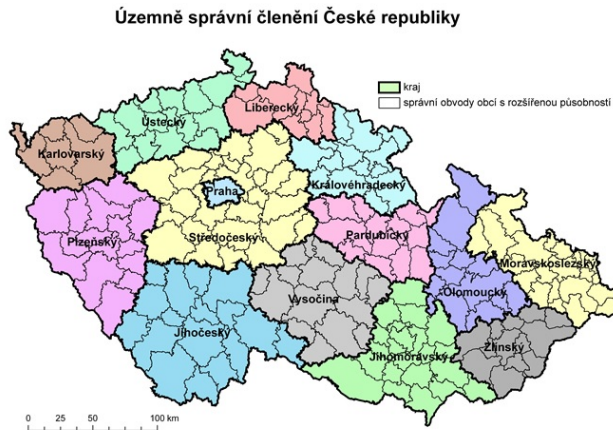 Územně správní členění České republiky
kraj
správní obvody obcí s rozšířenou působností
Liberecký
Ústecký
Karlovarský
Praha
Královéhradecký
Plzeňský
Středočeský
Pardubický
Moravskoslezský
Olomoucký
Vysočina
Jihočeský
Jihomoravský
Zlínský
0 25 50 100 km